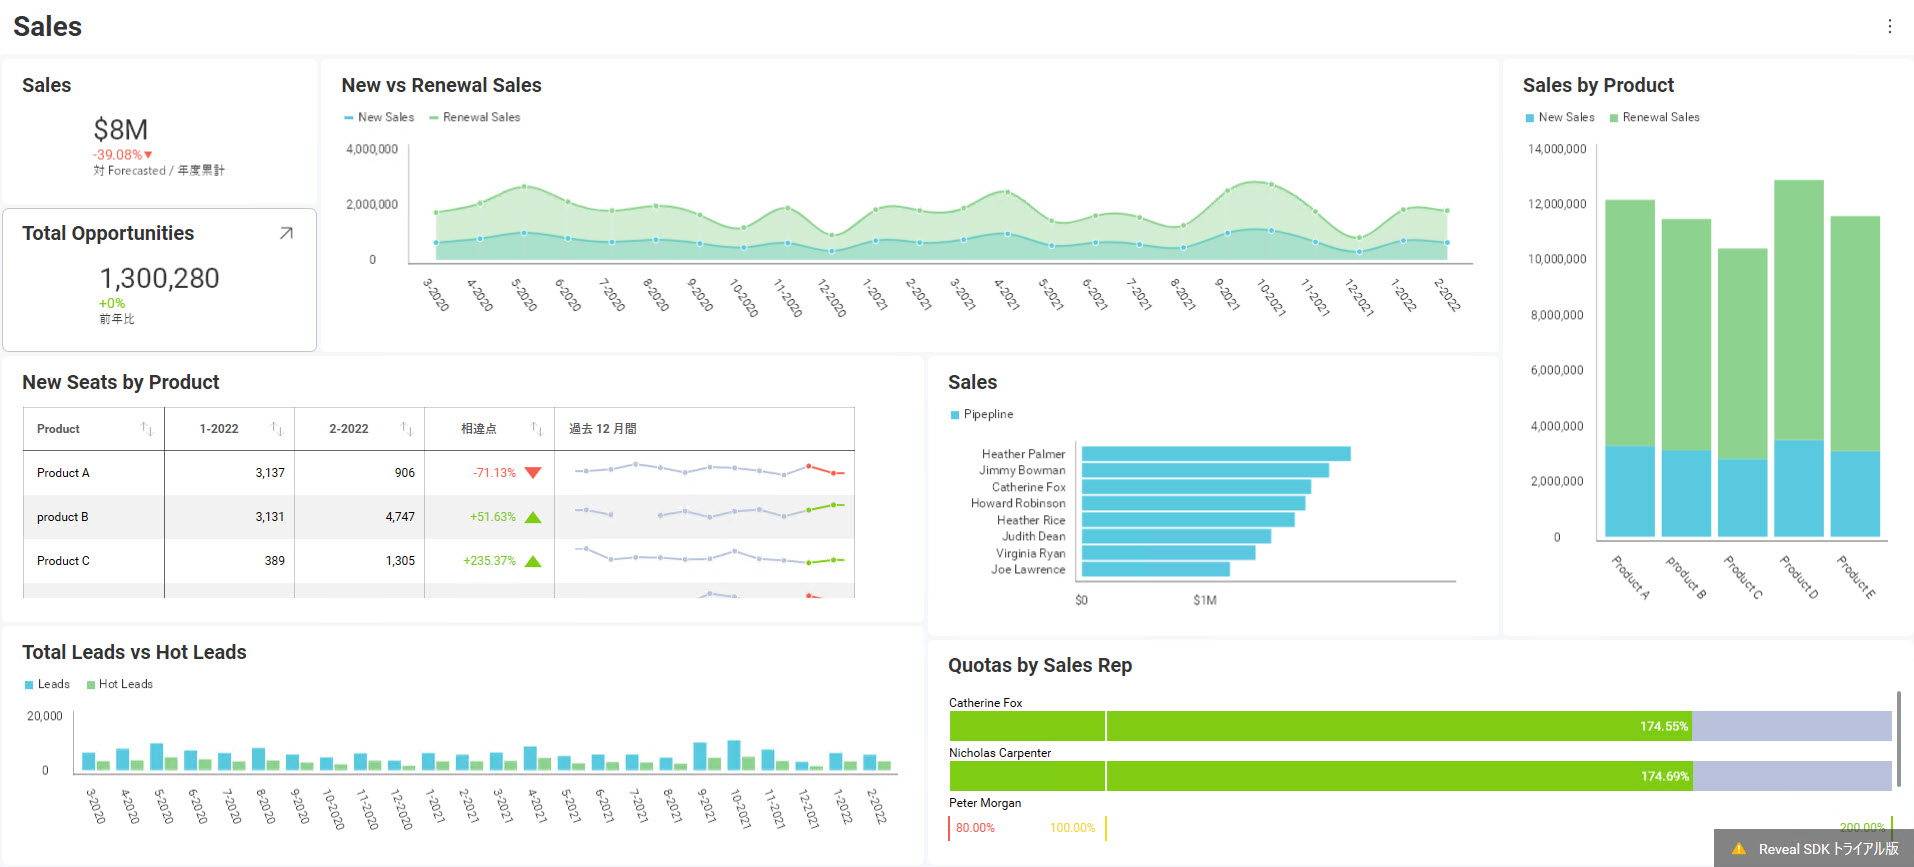 Sales
Sales
$8M
-39.08%▼
対 Forecasted / 年度累計
Total Opportunities
1,300,280
+0%
前年比
New vs Renewal Sales
New Sales Renewal Sales
4,000,000
2,000,000
0
3-2020 4-2020 5-2020 6-2020 7-2020 8-2020 9-2020 10-2020 11-2020 12-2020 1-2021 2-2021 3-2021 4-2021 5-2021 6-2021 7-2021 8-2021 9-2021 10-2021 11-2021 12-2021 1-2022 2-2022
Sales by Product
New Sales Renewal Sales
14,000,000
12,000,000
10,000,000
8,000,000
6,000,000
4,000,000
2,000,000
0
Product A product B Product C Product D Product E
New Seats by Product
Product 1-2022 2-2022 相違点 過去 12 月間
Product A 3,137 906 -71.13%
product B 3,131 4,747 +51.63%
Product C 389 1,305 +235.37%
Sales
Pipepline
Heather Palmer
Jimmy Bowman
Catherine Fox
Howard Robinson
Heather Rice
Judith Dean
Virginia Ryan
Joe Lawrence
$0 $1M
Total Leads vs Hot Leads
Leads Hot Leads
20,000
0
3-2020 4-2020 5-2020 6-2020 7-2020 8-2020 9-2020 10-2020 11-2020 12-2020 1-2021 2-2021 3-2021 4-2021 5-2021 6-2021 7-2021 8-2021 9-2021 10-2021 11-2021 12-2021 1-2022 2-2022
Quotas by Sales Rep
Catherine Fox
174.55%
Nicholas Carpenter
174.69%
Peter Morgan
80.00% 100.00% 200.00%
Reveal SDK トライアル版